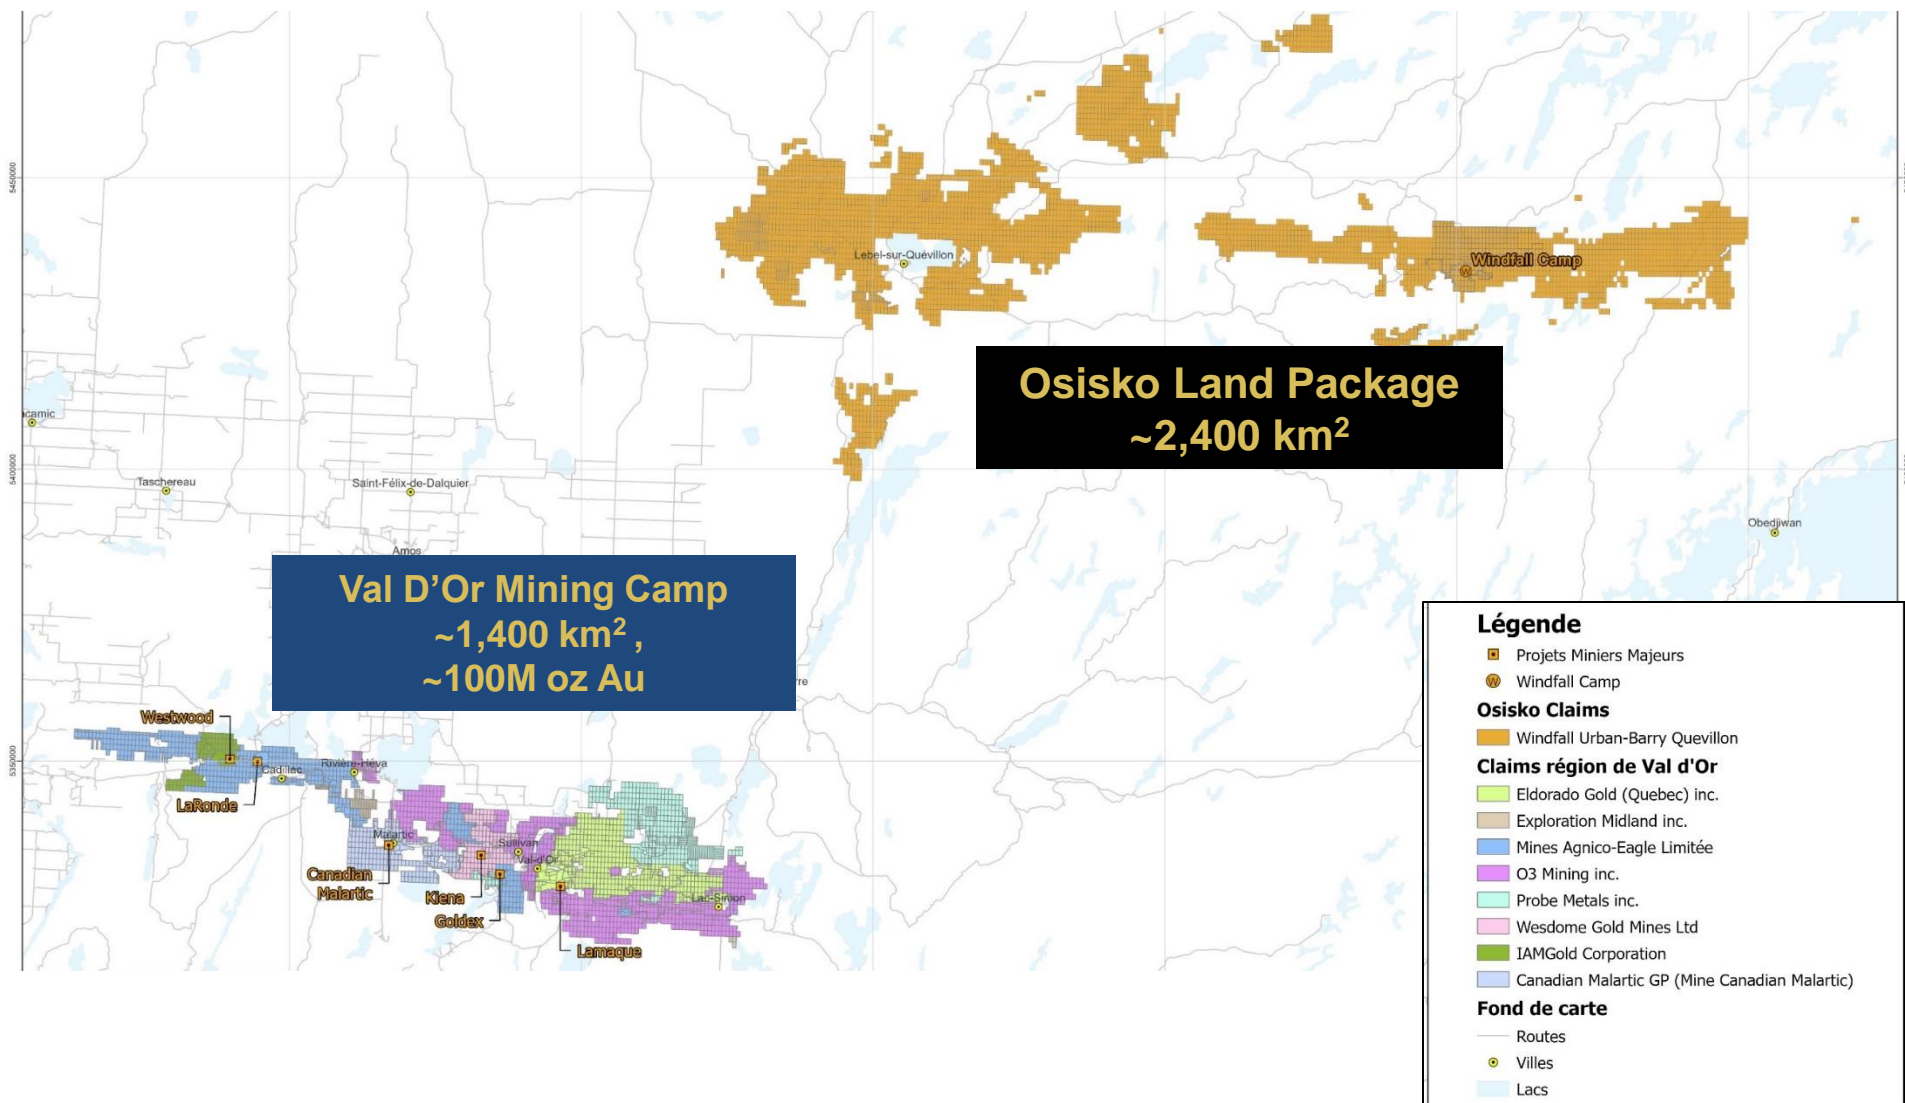 5450000
Lebel-sur-Quévillon
Windfall Camp
Osisko Land Package
~2,400 km²
5400000
Taschereau
Saint-Félix-de-Dalquier
Amos
Obedjiwan
Val D'Or Mining Camp
~1,400 km² ,
~100M oz Au
Westwood
5350000
Cadillac
Rivière-Héva
LaRonde
Malartic
Sullivan
Val-d'Or
Canadian
Malartic
Kiena
Goldex
Lac-Simon
Lamaque
Légende
Projets Miniers Majeurs
W Windfall Camp
Osisko Claims
Windfall Urban-Barry Quevillon
Claims région de Val d'Or
Eldorado Gold (Quebec) inc.
Exploration Midland inc.
Mines Agnico-Eagle Limitée
O3 Mining inc.
Probe Metals inc.
Wesdome Gold Mines Ltd
IAMGold Corporation
Canadian Malartic GP (Mine Canadian Malartic)
Fond de carte
Routes
Villes
Lacs